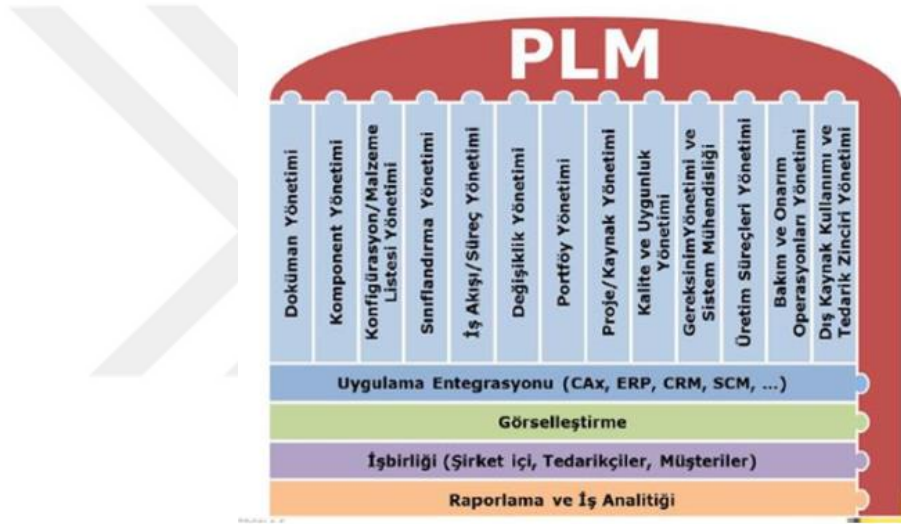 PLM
Doküman Yönetimi
Komponent Yönetimi
Konfigürasyon/Malzeme
Listesi Yönetimi
Sınıflandırma Yönetimi
İş Akışı/Süreç Yönetimi
Değişiklik Yönetimi
Portföy Yönetimi
Proje/Kaynak Yönetimi
Kalite ve Uygunluk
Yönetimi
GereksinimYönetimi ve
Sistem Mühendisliği
Üretim Süreçleri Yönetimi
Bakım ve Onarım
Operasyonları Yönetimi
Dış Kaynak Kullanımı ve
Tedarik Zinciri Yönetimi
Uygulama Entegrasyonu (CAx, ERP, CRM, SCM, ...)
Görselleştirme
İşbirliği (Şirket içi, Tedarikçiler, Müşteriler)
Raporlama ve İş Analitiği